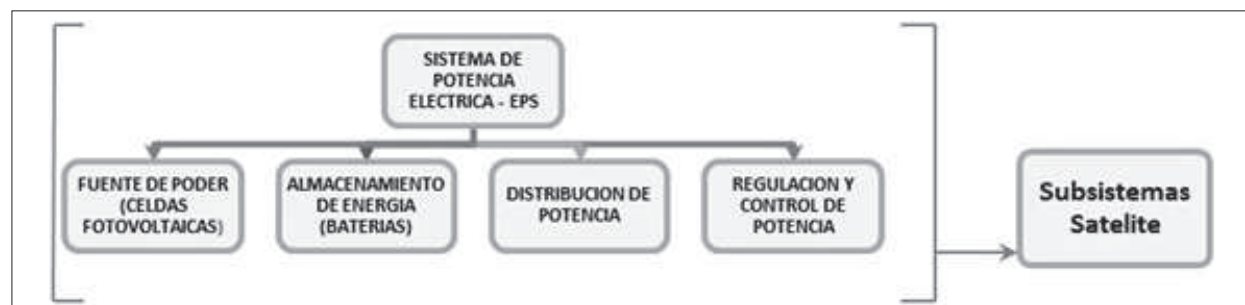 SISTEMA DE
POTENCIA
ELECTRICA - EPS
FUENTE DE PODER
(CELDAS
FOTOVOLTAICAS)
ALMACENAMIENTO
DE ENERGIA
(BATERIAS)
DISTRIBUCION DE
POTENCIA
REGULACION Y
CONTROL DE
POTENCIA
Subsistemas
Satelite